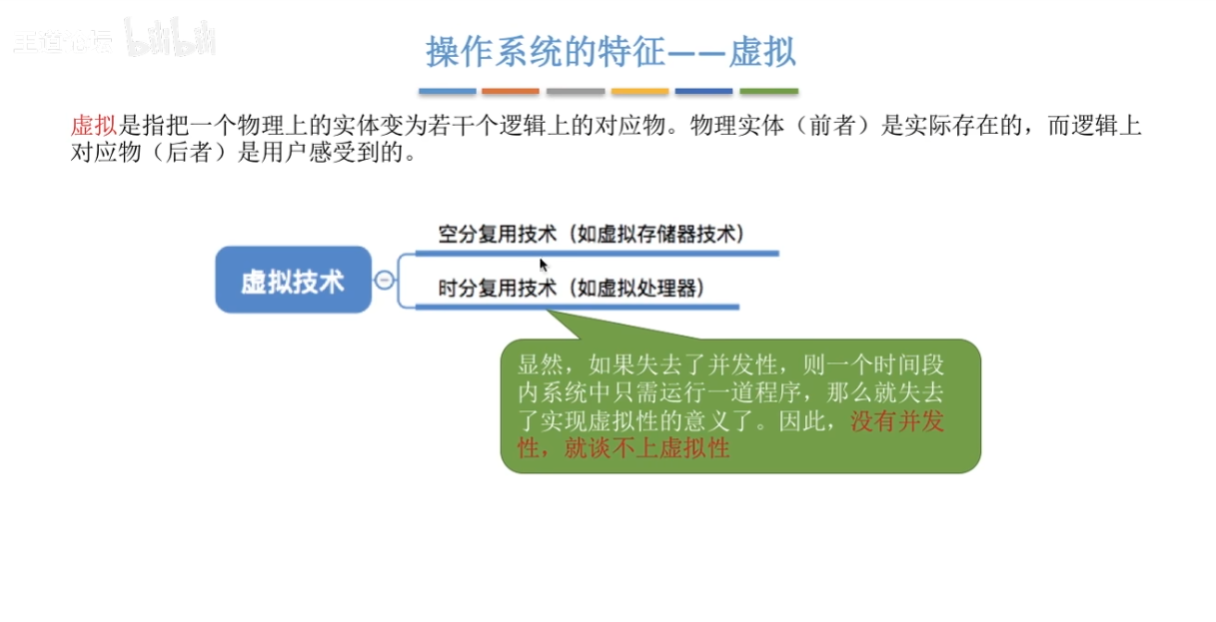 王道论坛 bilibili
操作系统的特征——虚拟
虚拟是指把一个物理上的实体变为若干个逻辑上的对应物。物理实体（前者）是实际存在的，而逻辑上
对应物（后者）是用户感受到的。
空分复用技术（如虚拟存储器技术）
虚拟技术
时分复用技术（如虚拟处理器）
显然，如果失去了并发性，则一个时间段
内系统中只需运行一道程序，那么就失去
了实现虚拟性的意义了。因此，没有并发
性，就谈不上虚拟性